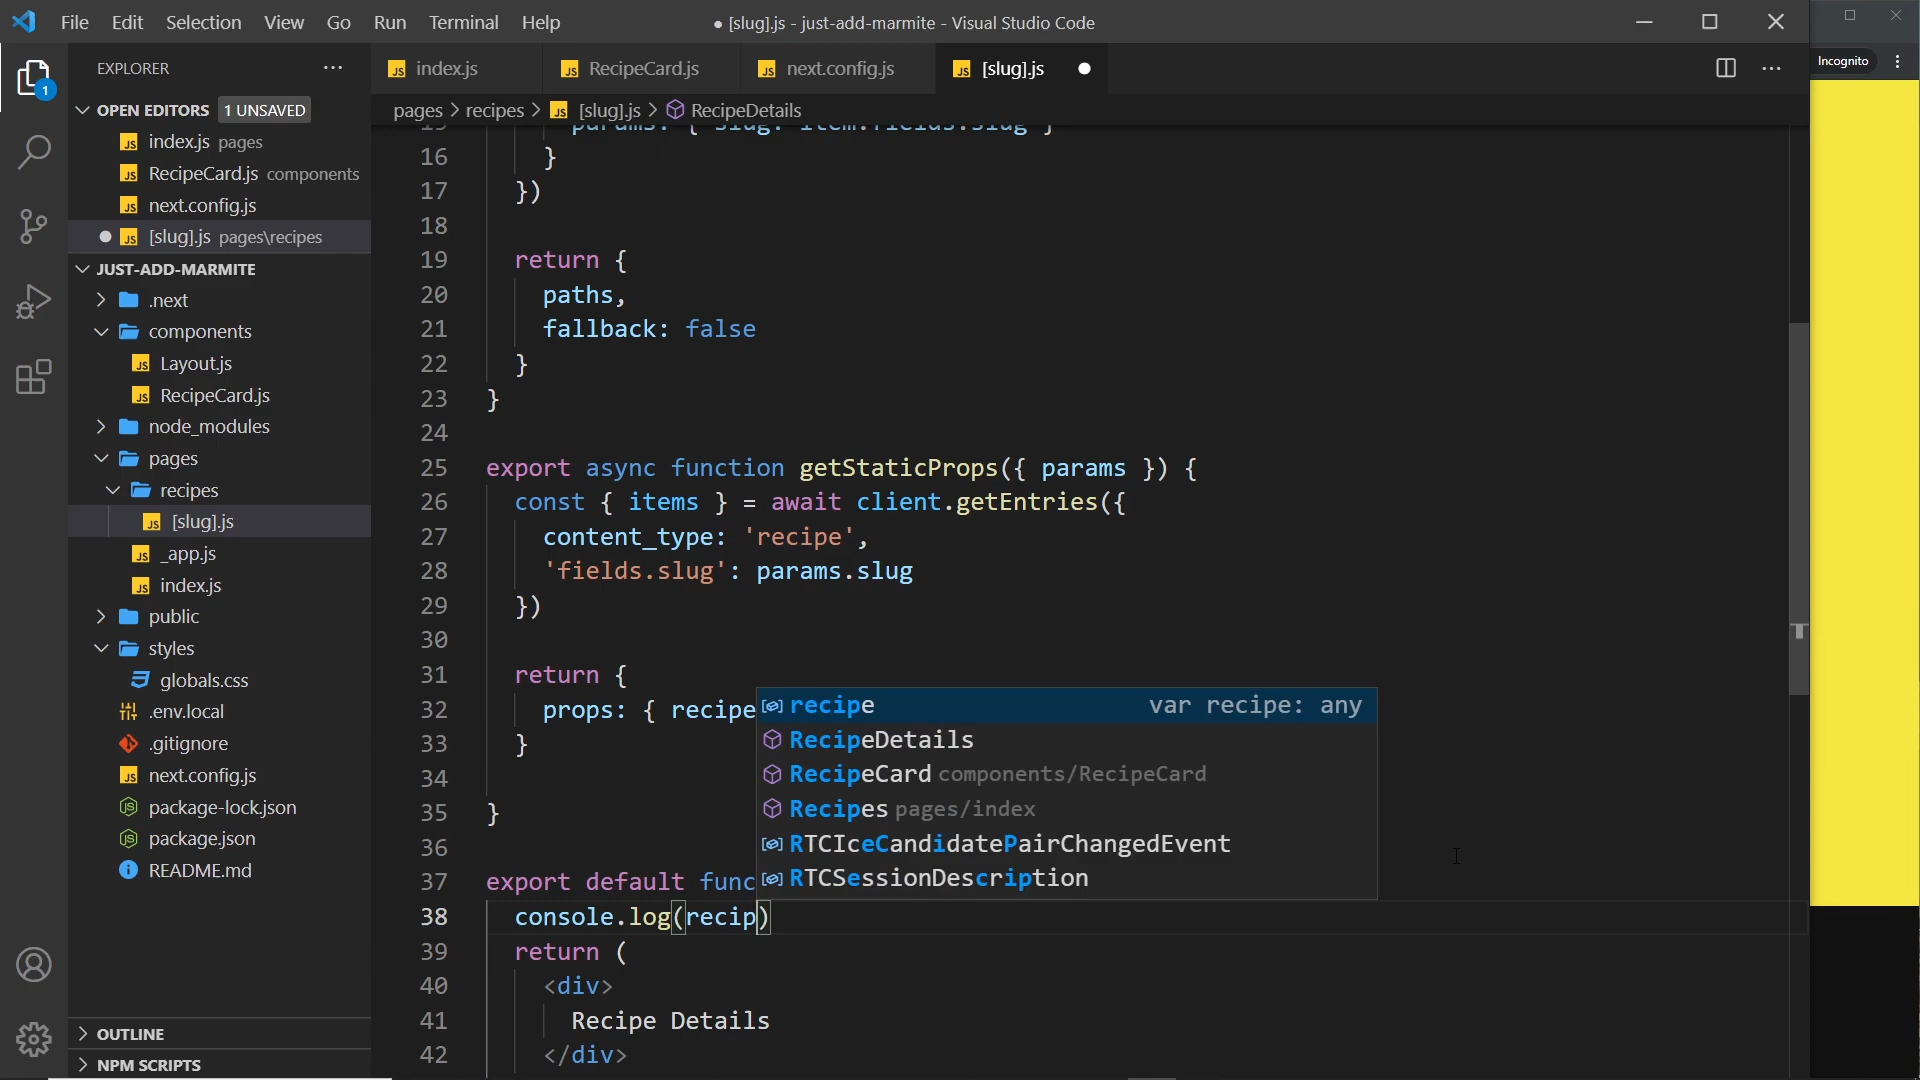 File Edit Selection View Go Run Terminal Help
● [slug].js - just-add-marmite - Visual Studio Code
Incognito
EXPLORER
index.js
RecipeCard.js
next.config.js
[slug].js
OPEN EDITORS 1 UNSAVED
pages > recipes > [slug].js > RecipeDetails
index.js pages
RecipeCard.js components
next.config.js
[slug].js pages\recipes
JUST-ADD-MARMITE
.next
components
Layout.js
RecipeCard.js
node_modules
pages
recipes
[slug].js
_app.js
index.js
public
styles
globals.css
.env.local
.gitignore
next.config.js
package-lock.json
package.json
README.md
OUTLINE
NPM SCRIPTS
15 params: { slug: item.fields.slug }
16 }
17 })
18
19 return {
20 paths,
21 fallback: false
22 }
23 }
24
25 export async function getStaticProps({ params }) {
26 const { items } = await client.getEntries({
27 content_type: 'recipe',
28 'fields.slug': params.slug
29 })
30
31 return {
32 props: { recipe
33 }
34
35 }
36
37 export default func
38 console.log(recip)
39 return (
40 <div>
41 Recipe Details
42 </div>
recipe var recipe: any
RecipeDetails
RecipeCard components/RecipeCard
Recipes pages/index
RTCIceCandidatePairChangedEvent
RTCSessionDescription
1